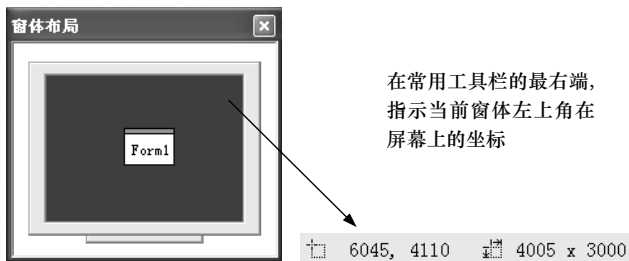 窗体布局
Form1
在常用工具栏的最右端,
指示当前窗体左上角在
屏幕上的坐标
6045, 4110 4005 x 3000